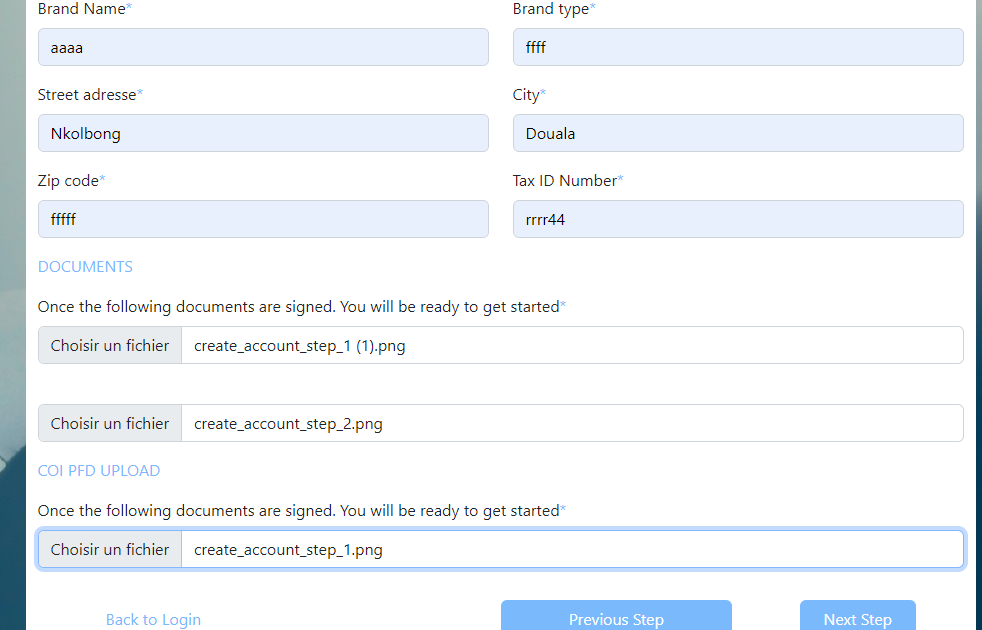 Brand Name* Brand type*
aaaa ffff
Street adresse* City*
Nkolbong Douala
Zip code* Tax ID Number*
fffff rrrr44
DOCUMENTS
Once the following documents are signed. You will be ready to get started*
Choisir un fichier create_account_step_1 (1).png
Choisir un fichier create_account_step_2.png
COI PFD UPLOAD
Once the following documents are signed. You will be ready to get started*
Choisir un fichier create_account_step_1.png
Back to Login Previous Step Next Step